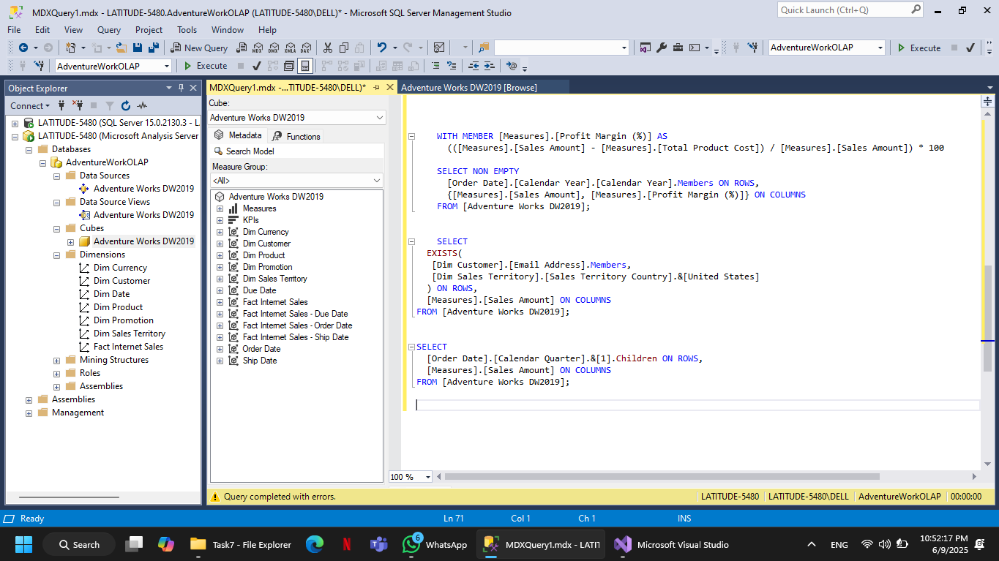 MDXQuery1.mdx - LATITUDE-5480.AdventureWorkOLAP (LATITUDE-5480\DELL)* - Microsoft SQL Server Management Studio
Quick Launch (Ctrl+Q)
File Edit View Query Project Tools Window Help
New Query
MDX DMX XMLA DAX
AdventureWorkOLAP
Execute
AdventureWorkOLAP
Execute
Object Explorer
Connect
LATITUDE-5480 (SQL Server 15.0.2130.3 - L
LATITUDE-5480 (Microsoft Analysis Server
Databases
AdventureWorkOLAP
Data Sources
Adventure Works DW2019
Data Source Views
Adventure Works DW2019
Cubes
Adventure Works DW2019
Dimensions
Dim Currency
Dim Customer
Dim Date
Dim Product
Dim Promotion
Dim Sales Territory
Fact Internet Sales
Mining Structures
Roles
Assemblies
Assemblies
Management
MDXQuery1.mdx -...TITUDE-5480\DELL)*
Adventure Works DW2019 [Browse]
Cube:
Adventure Works DW2019
Metadata
Functions
Search Model
Measure Group:
<All>
Adventure Works DW2019
Measures
KPIs
Dim Currency
Dim Customer
Dim Product
Dim Promotion
Dim Sales Territory
Due Date
Fact Internet Sales
Fact Internet Sales - Due Date
Fact Internet Sales - Order Date
Fact Internet Sales - Ship Date
Order Date
Ship Date
WITH MEMBER [Measures].[Profit Margin (%)] AS
(([Measures].[Sales Amount] - [Measures].[Total Product Cost]) / [Measures].[Sales Amount]) * 100
SELECT NON EMPTY
[Order Date].[Calendar Year].[Calendar Year].Members ON ROWS,
{[Measures].[Sales Amount], [Measures].[Profit Margin (%)]} ON COLUMNS
FROM [Adventure Works DW2019];
SELECT
EXISTS(
[Dim Customer].[Email Address].Members,
[Dim Sales Territory].[Sales Territory Country].&[United States]
) ON ROWS,
[Measures].[Sales Amount] ON COLUMNS
FROM [Adventure Works DW2019];
SELECT
[Order Date].[Calendar Quarter].&[1].Children ON ROWS,
[Measures].[Sales Amount] ON COLUMNS
FROM [Adventure Works DW2019];
100 %
Query completed with errors.
LATITUDE-5480
LATITUDE-5480\DELL
AdventureWorkOLAP
00:00:00
Ready
Ln 71
Col 1
Ch 1
INS
Search
Task7 - File Explorer
N
6
WhatsApp
MDXQuery1.mdx - LATIT
Microsoft Visual Studio
ENG
10:52:17 PM
6/9/2025